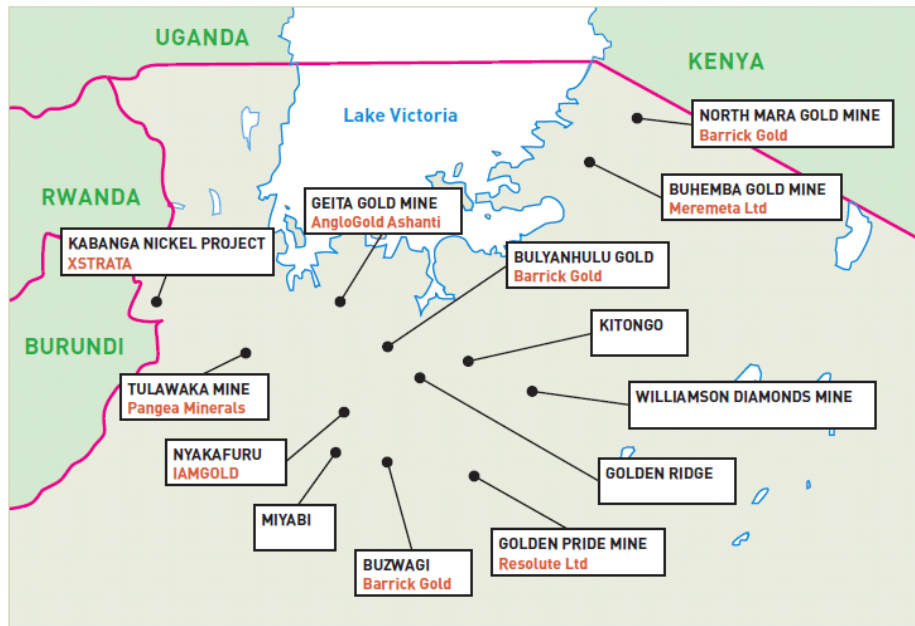 UGANDA
KENYA
Lake Victoria
NORTH MARA GOLD MINE
Barrick Gold
BUHEMBA GOLD MINE
Meremeta Ltd
RWANDA
GEITA GOLD MINE
AngloGold Ashanti
KABANGA NICKEL PROJECT
XSTRATA
BULYANHULU GOLD
Barrick Gold
KITONGO
BURUNDI
TULAWAKA MINE
Pangea Minerals
WILLIAMSON DIAMONDS MINE
NYAKAFURU
IAMGOLD
GOLDEN RIDGE
MIYABI
GOLDEN PRIDE MINE
Resolute Ltd
BUZWAGI
Barrick Gold